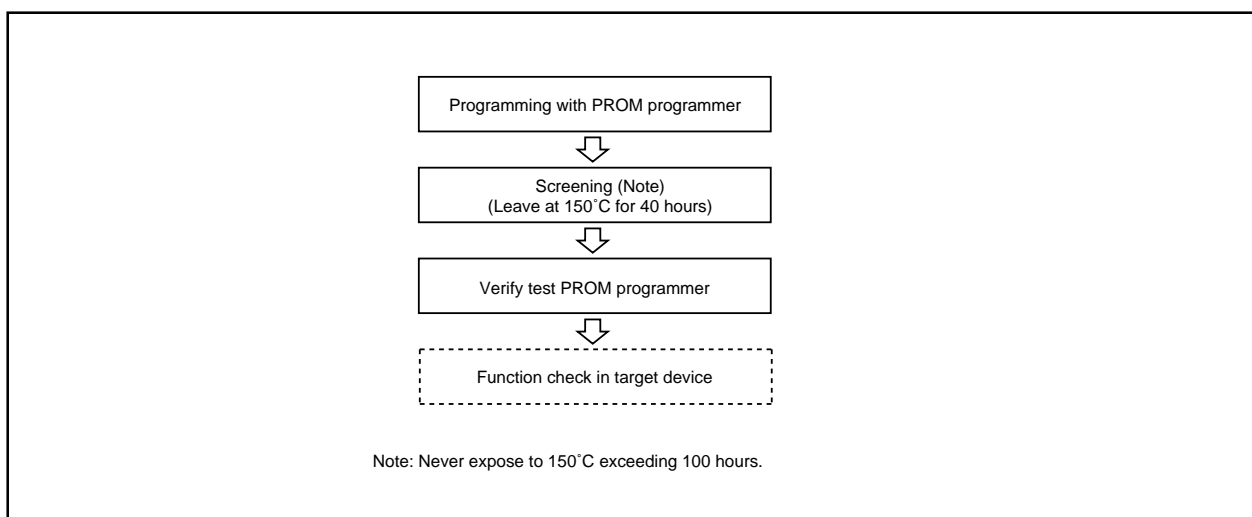 Programming with PROM programmer
Screening (Note)
(Leave at 150˚C for 40 hours)
Verify test PROM programmer
Function check in target device
Note: Never expose to 150˚C exceeding 100 hours.